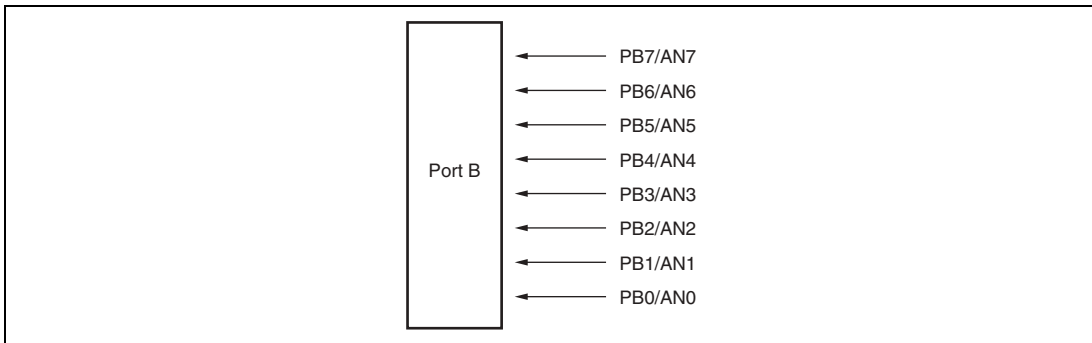 PB7/AN7
PB6/AN6
PB5/AN5
PB4/AN4
Port B
PB3/AN3
PB2/AN2
PB1/AN1
PB0/AN0